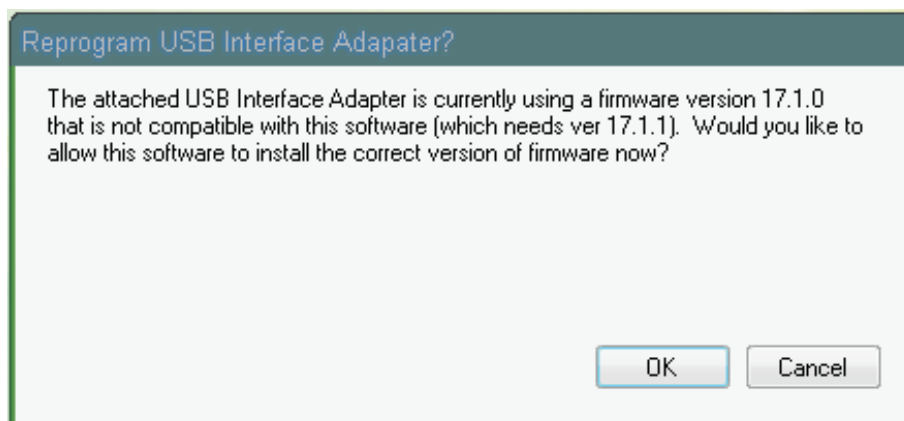 Reprogram USB Interface Adapater?
The attached USB Interface Adapter is currently using a firmware version 17.1.0
that is not compatible with this software (which needs ver 17.1.1).  Would you like to
allow this software to install the correct version of firmware now?
OK
Cancel